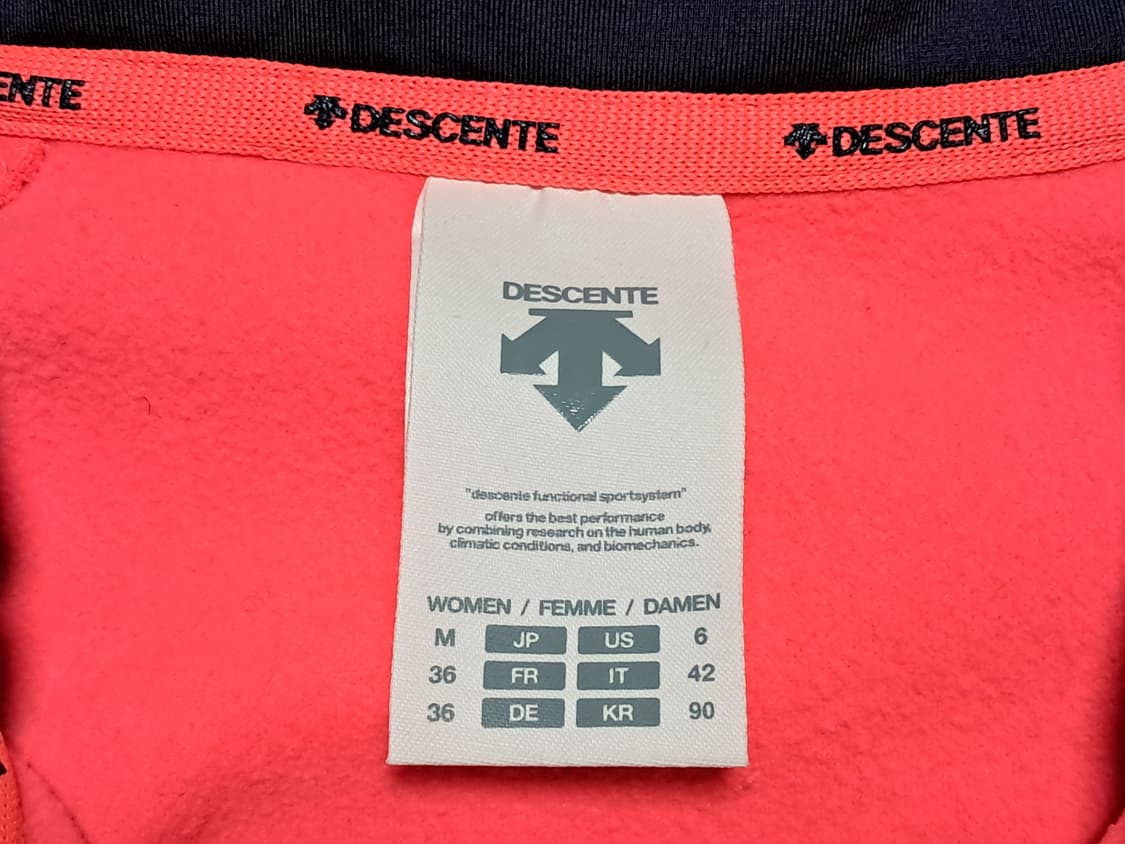 ENTE
DESCENTE
DESCENTE
DESCENTE
"descente functional sportsystem"
offers the best performance
by combining research on the human body,
climatic conditions, and biomechanics.
WOMEN / FEMME / DAMEN
M JP US 6
36 FR IT 42
36 DE KR 90